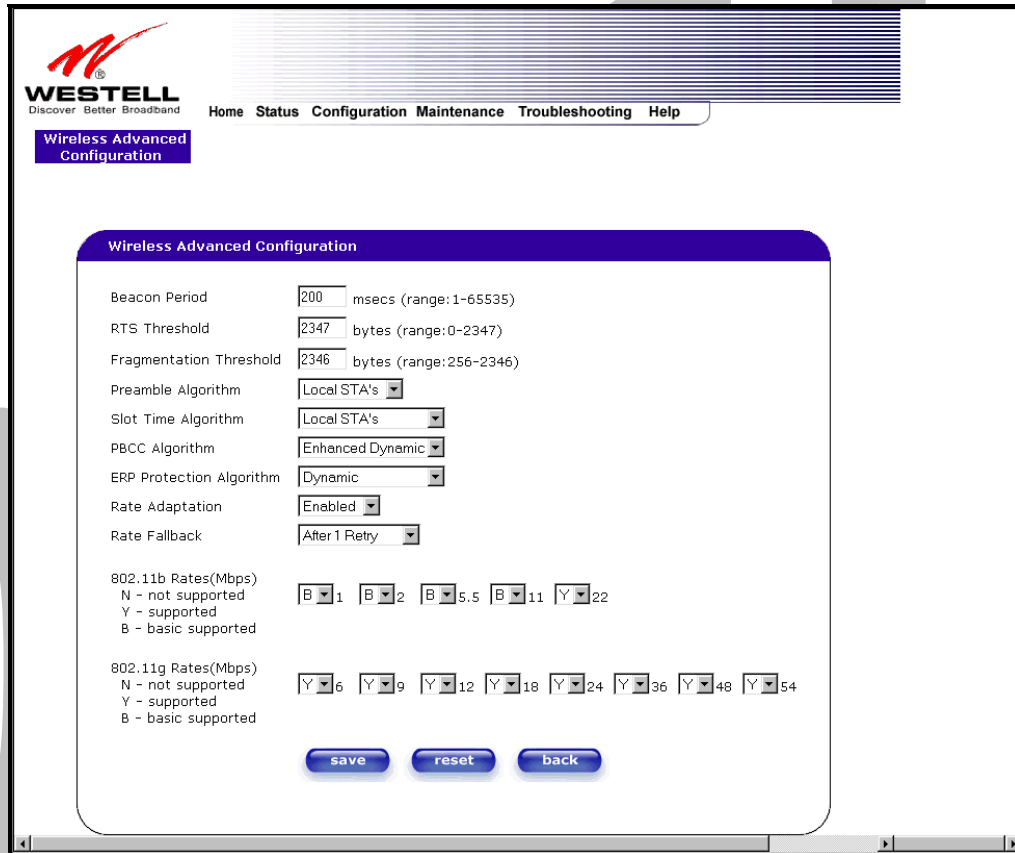 WESTELL
®
Discover Better Broadband
Home Status Configuration Maintenance Troubleshooting Help
Wireless Advanced
Configuration
Wireless Advanced Configuration
Beacon Period 200 msecs (range:1-65535)
RTS Threshold 2347 bytes (range:0-2347)
Fragmentation Threshold 2346 bytes (range:256-2346)
Preamble Algorithm Local STA's
Slot Time Algorithm Local STA's
PBCC Algorithm Enhanced Dynamic
ERP Protection Algorithm Dynamic
Rate Adaptation Enabled
Rate Fallback After 1 Retry
802.11b Rates(Mbps)
N - not supported B 1 B 2 B 5.5 B 11 Y 22
Y - supported
B - basic supported
802.11g Rates(Mbps)
N - not supported Y 6 Y 9 Y 12 Y 18 Y 24 Y 36 Y 48 Y 54
Y - supported
B - basic supported
save reset back